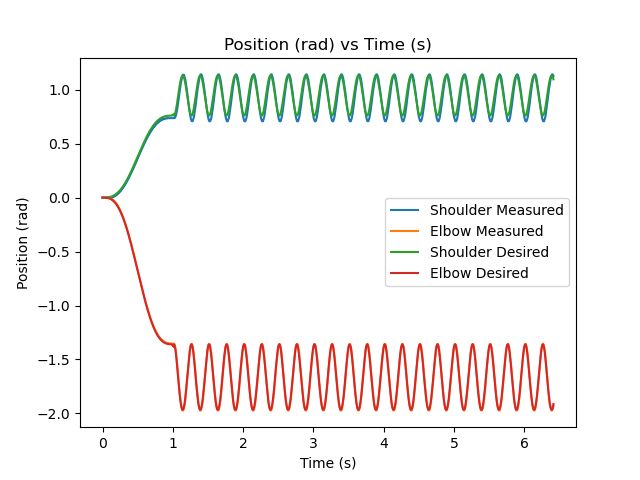 Position (rad) vs Time (s)
Position (rad)
1.0
0.5
0.0
−0.5
−1.0
−1.5
−2.0
Shoulder Measured
Elbow Measured
Shoulder Desired
Elbow Desired
0 1 2 3 4 5 6
Time (s)